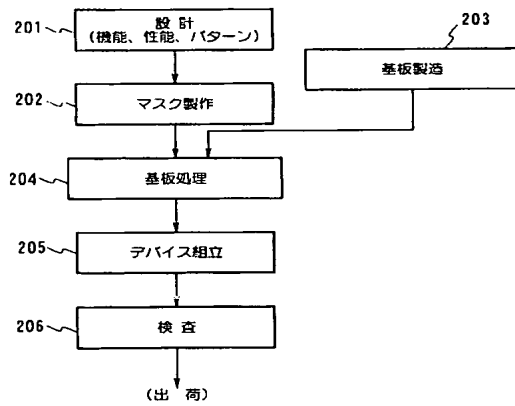 201
設計
(機能、性能、パターン)
203
基板製造
202
マスク製作
204
基板処理
205
デバイス組立
206
検査
(出荷)